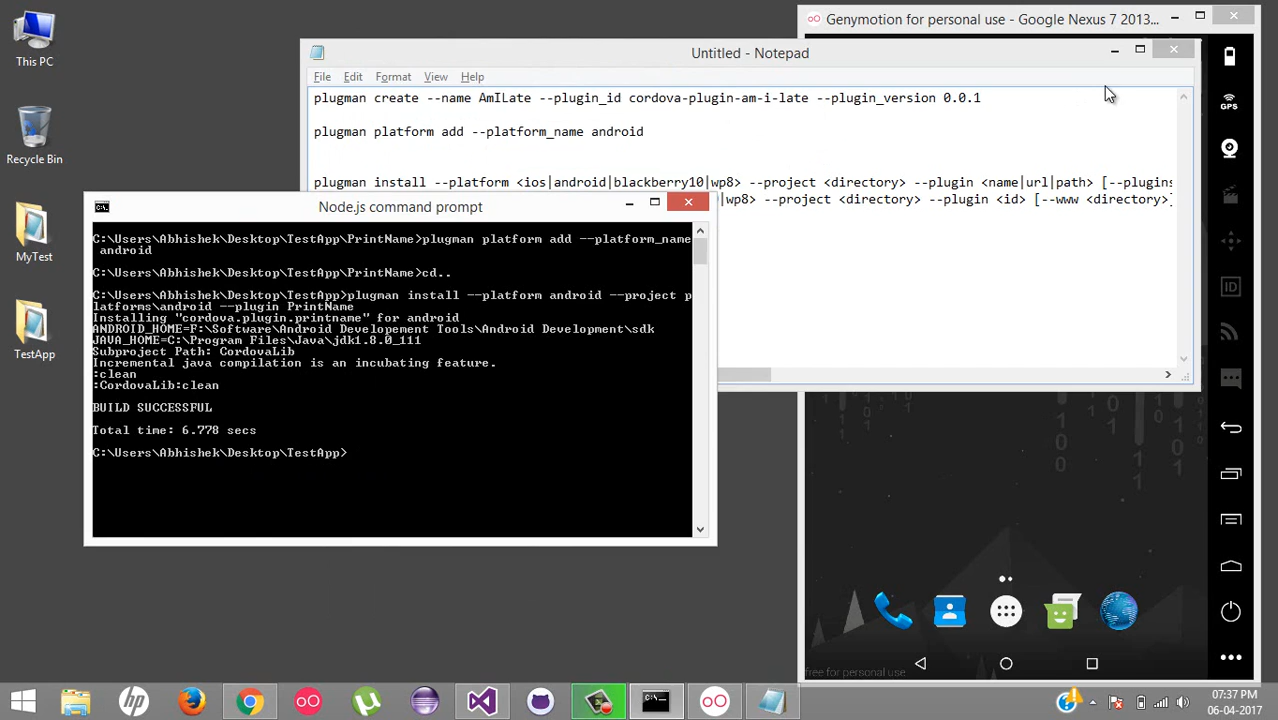 This PC
Recycle Bin
MyTest
TestApp
Genymotion for personal use - Google Nexus 7 2013...
Untitled - Notepad
File Edit Format View Help
plugman create --name AmILate --plugin_id cordova-plugin-am-i-late --plugin_version 0.0.1
plugman platform add --platform_name android
plugman install --platform <ios|android|blackberry10|wp8> --project <directory> --plugin <name|url|path> [--plugins
|wp8> --project <directory> --plugin <id> [--www <directory>]
Node.js command prompt
C:\Users\Abhishek\Desktop\TestApp\PrintName>plugman platform add --platform_name
android
C:\Users\Abhishek\Desktop\TestApp\PrintName>cd..
C:\Users\Abhishek\Desktop\TestApp>plugman install --platform android --project p
latforms\android --plugin PrintName
Installing "cordova.plugin.printname" for android
ANDROID_HOME=F:\Software\Android Developement Tools\Android Development\sdk
JAVA_HOME=C:\Program Files\Java\jdk1.8.0_111
Subproject Path: CordovaLib
Incremental java compilation is an incubating feature.
:clean
:CordovaLib:clean
BUILD SUCCESSFUL
Total time: 6.778 secs
C:\Users\Abhishek\Desktop\TestApp>
GPS
ID
free for personal use
07:37 PM
06-04-2017